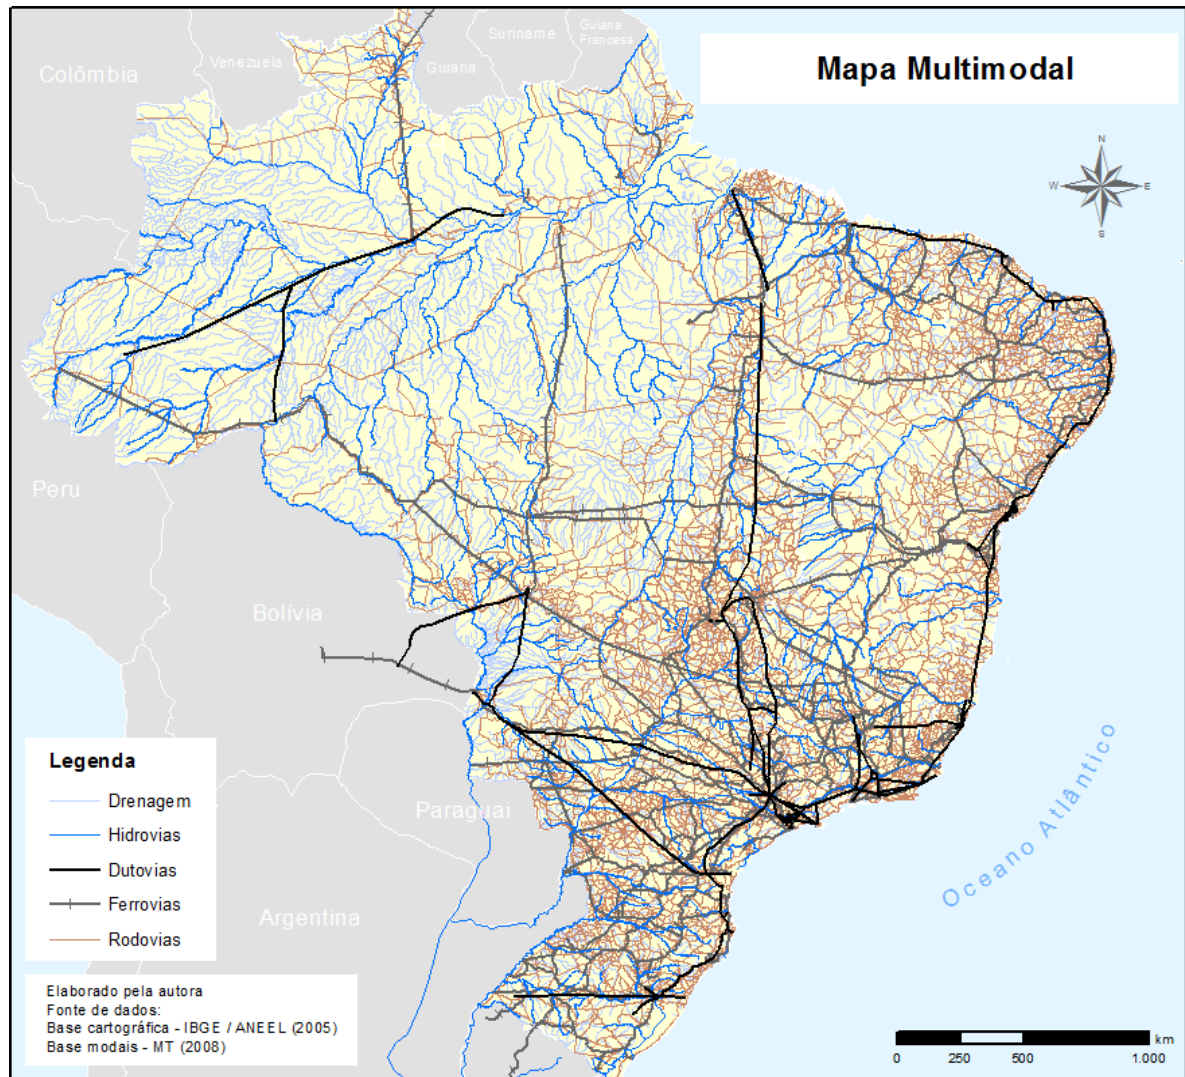 Mapa Multimodal
Suriname
Guiana
Francesa
Venezuela
Guiana
Colômbia
N
W
E
S
Peru
Bolívia
Paraguai
Argentina
Oceano Atlântico
Legenda
Drenagem
Hidrovias
Dutovias
Ferrovias
Rodovias
Elaborado pela autora
Fonte de dados:
Base cartográfica - IBGE / ANEEL (2005)
Base modais - MT (2008)
km
0 250 500 1.000